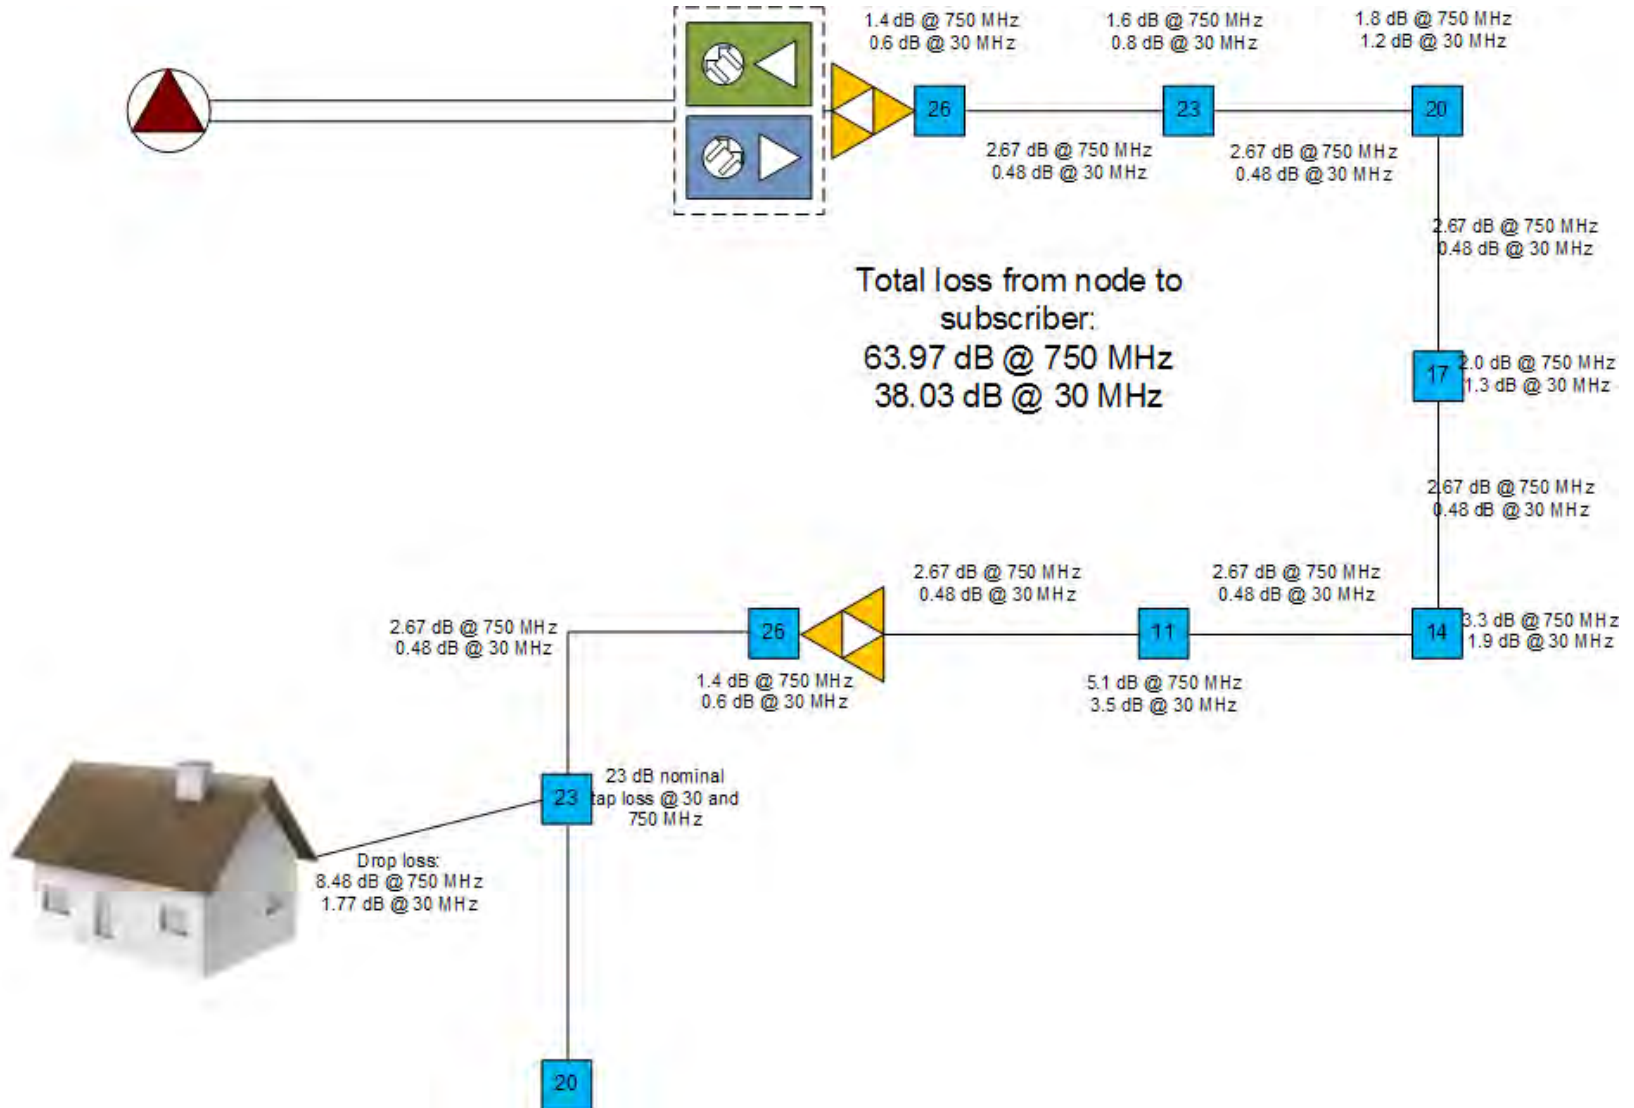 1.4 dB @ 750 MHz
0.6 dB @ 30 MHz
1.6 dB @ 750 MHz
0.8 dB @ 30 MHz
1.8 dB @ 750 MHz
1.2 dB @ 30 MHz
26
23
20
2.67 dB @ 750 MHz
0.48 dB @ 30 MHz
2.67 dB @ 750 MHz
0.48 dB @ 30 MHz
2.67 dB @ 750 MHz
0.48 dB @ 30 MHz
Total loss from node to
subscriber:
63.97 dB @ 750 MHz
38.03 dB @ 30 MHz
17
2.0 dB @ 750 MHz
1.3 dB @ 30 MHz
2.67 dB @ 750 MHz
0.48 dB @ 30 MHz
2.67 dB @ 750 MHz
0.48 dB @ 30 MHz
2.67 dB @ 750 MHz
0.48 dB @ 30 MHz
14
3.3 dB @ 750 MHz
1.9 dB @ 30 MHz
11
5.1 dB @ 750 MHz
3.5 dB @ 30 MHz
26
1.4 dB @ 750 MHz
0.6 dB @ 30 MHz
2.67 dB @ 750 MHz
0.48 dB @ 30 MHz
23
23 dB nominal
tap loss @ 30 and
750 MHz
Drop loss:
8.48 dB @ 750 MHz
1.77 dB @ 30 MHz
20